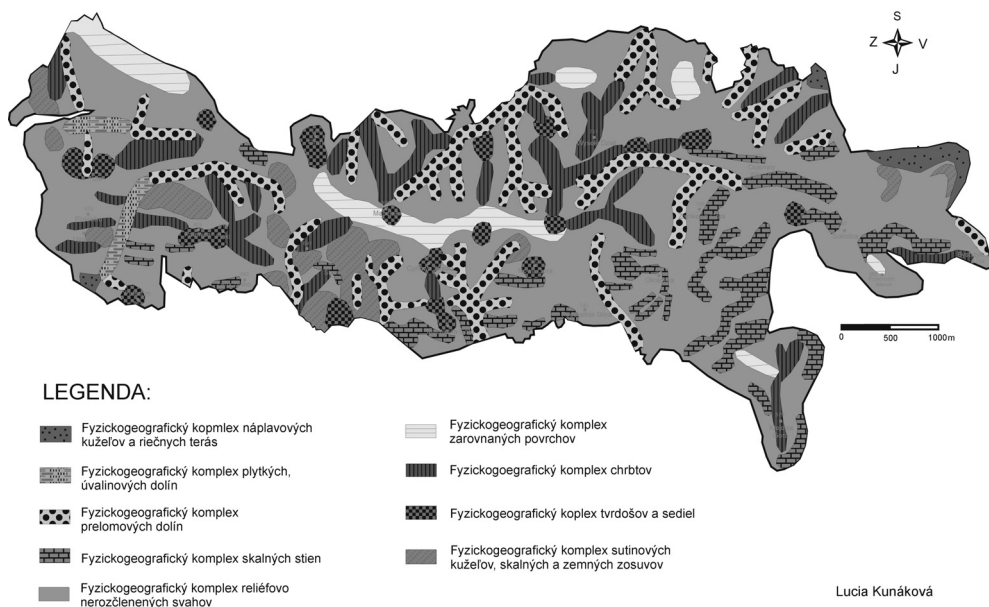 S
Z V
J
0 500 1000m
LEGENDA:
Fyzickogeografický kopmlex náplavových
kužeľov a riečnych terás
Fyzickogeografický komplex plytkých,
úvalinových dolín
Fyzickogeografický komplex
prelomových dolín
Fyzickogeografický komplex skalných stien
Fyzickogeografický komplex reliéfovo
nerozčlenených svahov
Fyzickogeografický komplex
zarovnaných povrchov
Fyzickogoegrafický komplex chrbtov
Fyzickogeografický koplex tvrdošov a sediel
Fyzickogeografický komplex sutinových
kužeľov, skalných a zemných zosuvov
Lucia Kunáková